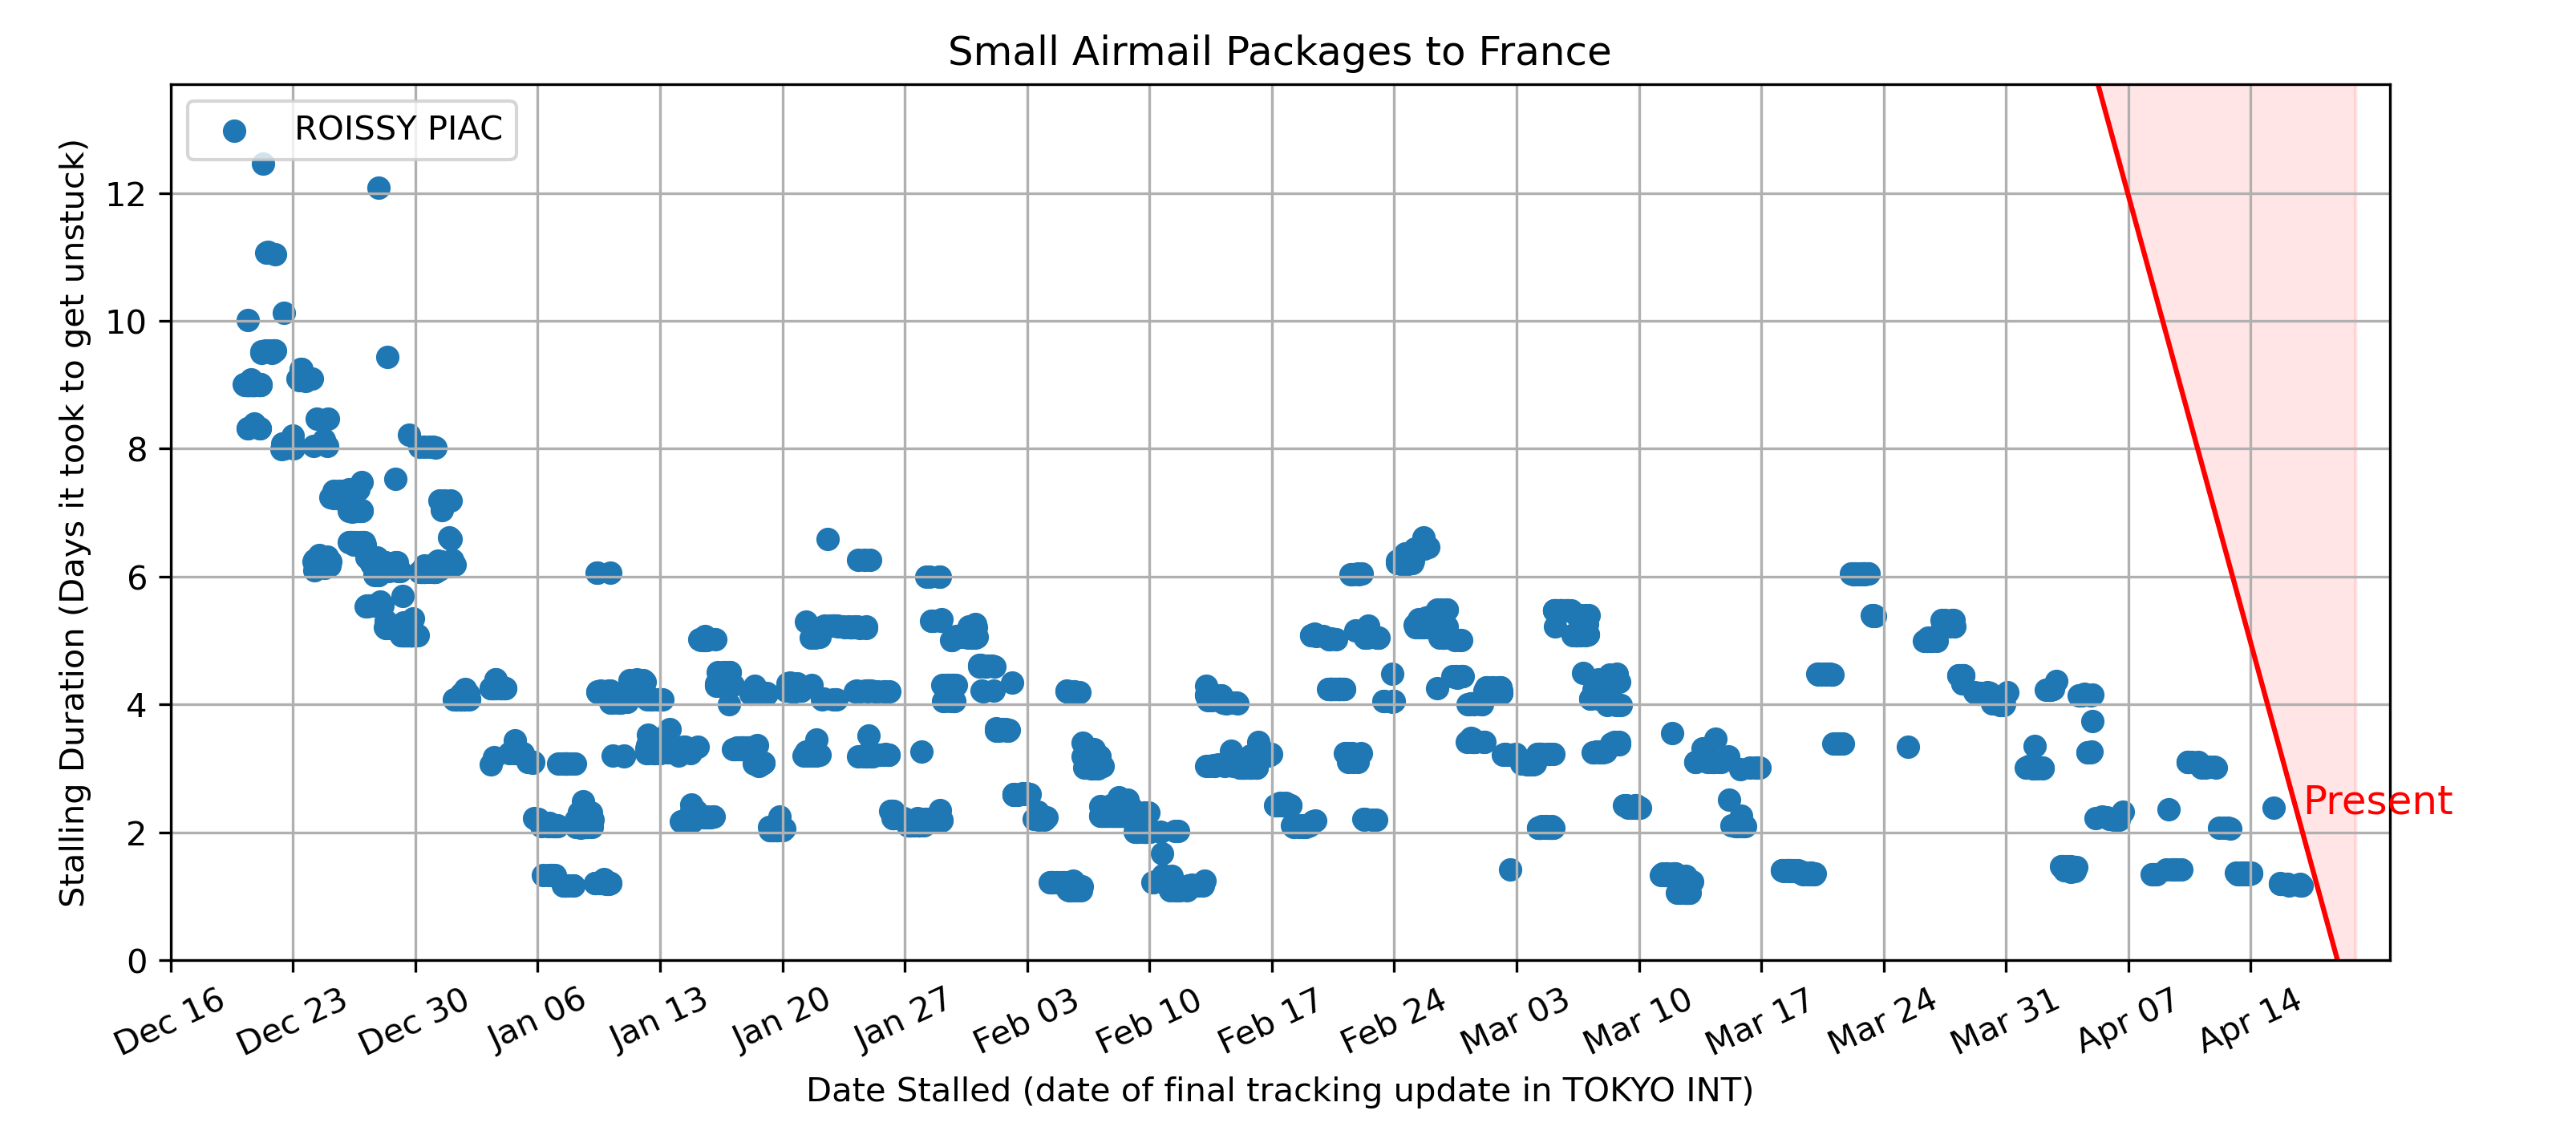 Small Airmail Packages to France
ROISSY PIAC
Stalling Duration (Days it took to get unstuck)
12
10
8
6
4
2
0
Present
Dec 16
Dec 23
Dec 30
Jan 06
Jan 13
Jan 20
Jan 27
Feb 03
Feb 10
Feb 17
Feb 24
Mar 03
Mar 10
Mar 17
Mar 24
Mar 31
Apr 07
Apr 14
Date Stalled (date of final tracking update in TOKYO INT)